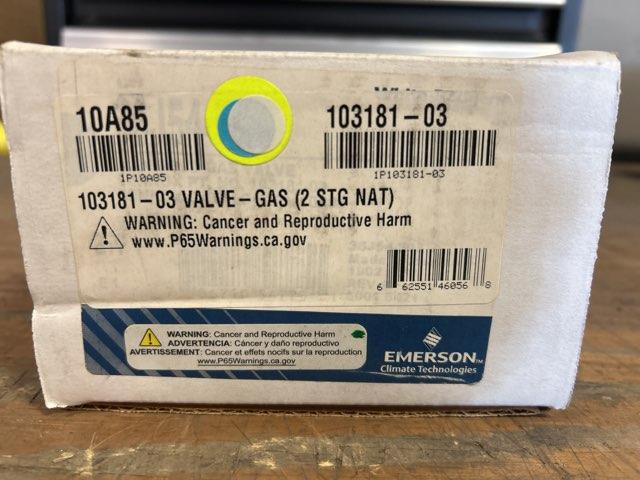 10A85
103181-03
1P10A85
1P103181-03
103181-03 VALVE-GAS (2 STG NAT)
WARNING: Cancer and Reproductive Harm
www.P65Warnings.ca.gov
6 62551 46056 8
WARNING: Cancer and Reproductive Harm
ADVERTENCIA: Cáncer y daño reproductivo
AVERTISSEMENT: Cancer et effets nocifs sur la reproduction
www.P65Warnings.ca.gov
EMERSON™
Climate Technologies